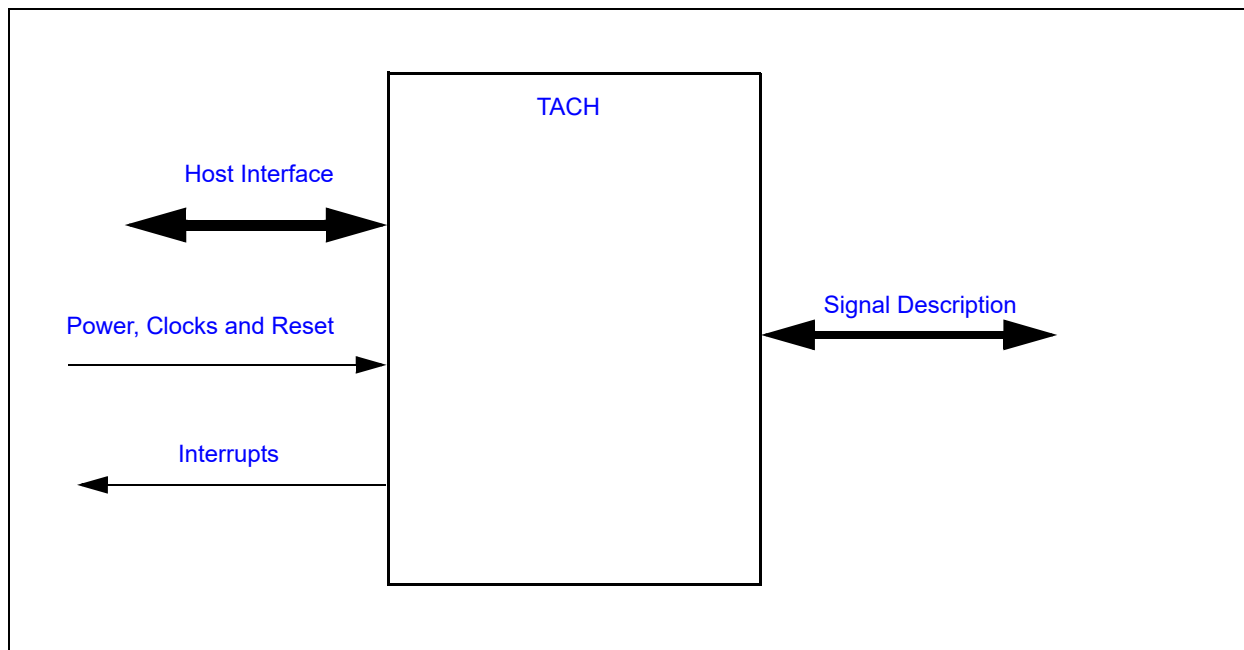 TACH
Host Interface
Signal Description
Power, Clocks and Reset
Interrupts